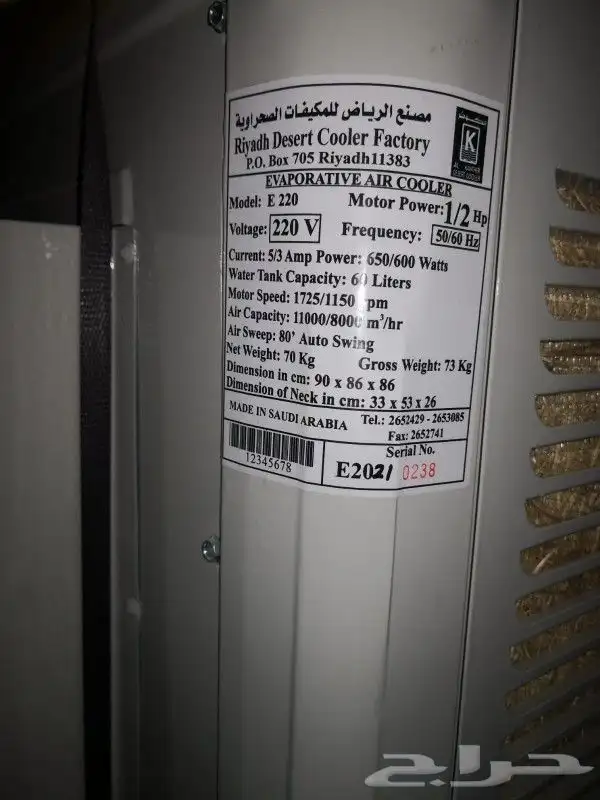 مصنع الرياض للمكيفات الصحراوية
Riyadh Desert Cooler Factory
P.O. Box 705 Riyadh11383
K
EVAPORATIVE AIR COOLER
Model: E 220 Motor Power: 1/2 Hp
Voltage: 220 V Frequency: 50/60 Hz
Current: 5/3 Amp Power: 650/600 Watts
Water Tank Capacity: 60 Liters
Motor Speed: 1725/1150 rpm
Air Capacity: 11000/8000 m³/hr
Air Sweep: 80' Auto Swing
Net Weight: 70 Kg Gross Weight: 73 Kg
Dimension in cm: 90 x 86 x 86
Dimension of Neck in cm: 33 x 53 x 26
MADE IN SAUDI ARABIA Tel.: 2652429 - 2653085
Fax: 2652741
12345678
Serial No.
E2021 0238
حراج